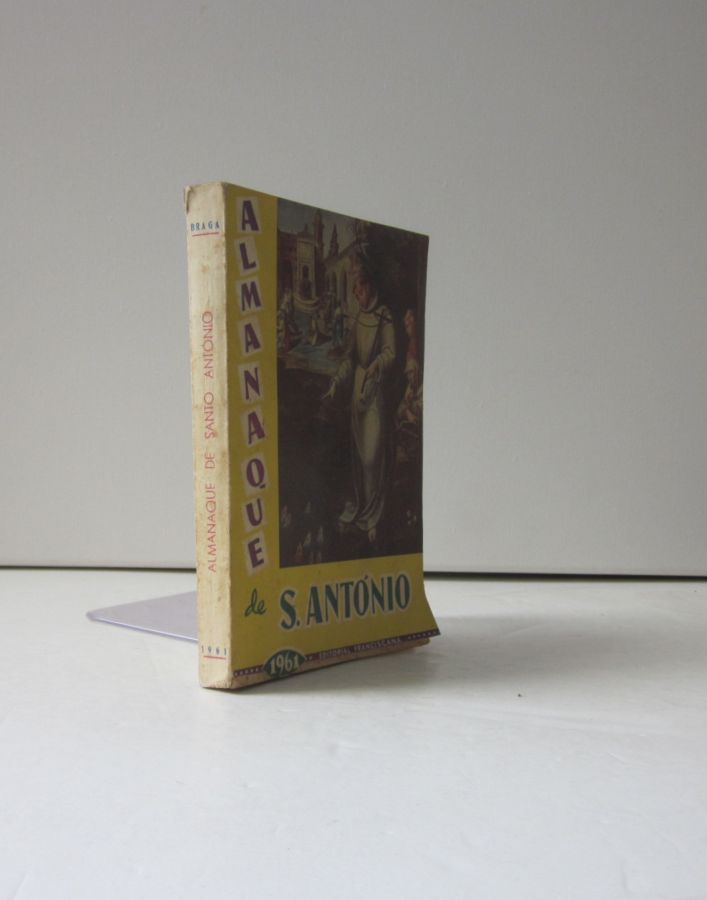 BRAGA
ALMANAQUE DE SANTO ANTÓNIO
1961
ALMANAQUE
de S. ANTÓNIO
1961
EDITORIAL FRANCISCANA